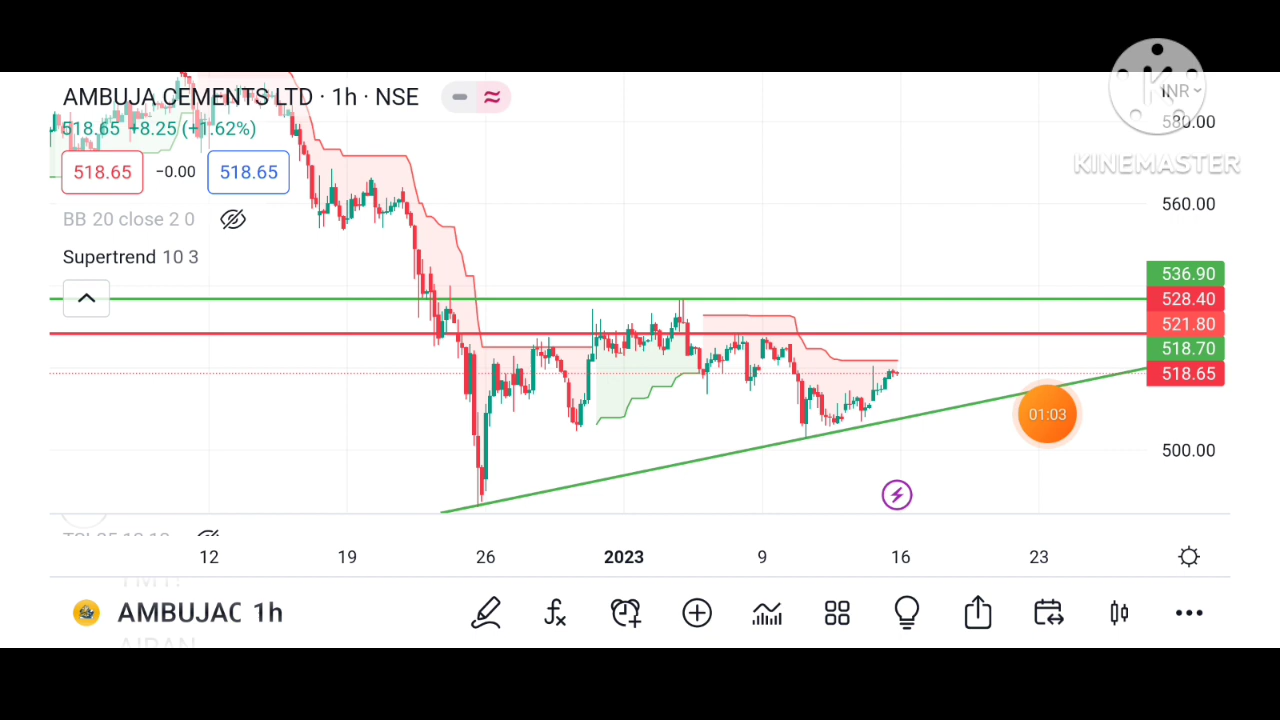 AMBUJA CEMENTS LTD · 1h · NSE
INR
518.65 +8.25 (+1.62%)
580.00
KINEMASTER
518.65 −0.00 518.65
560.00
BB 20 close 2 0
Supertrend 10 3
536.90
528.40
521.80
518.70
518.65
01:03
500.00
12 19 26 2023 9 16 23
AMBUJAC 1h